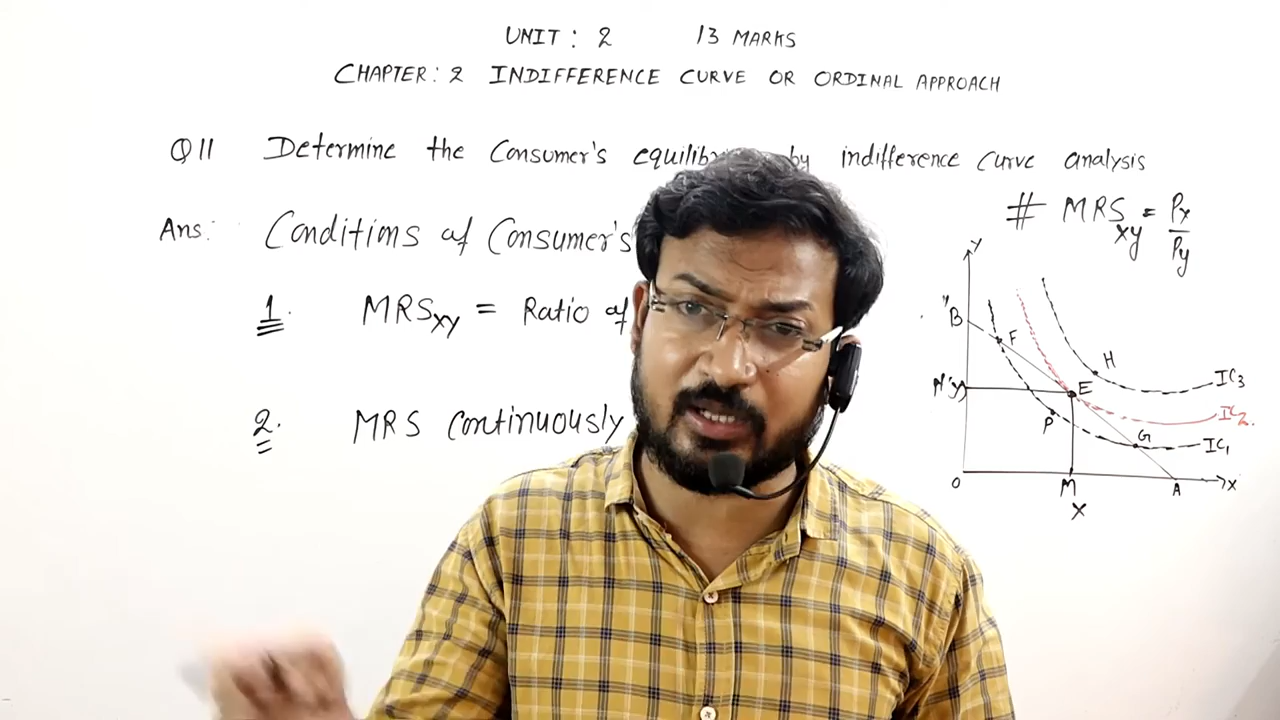 UNIT : 2 13 MARKS
CHAPTER: 2 INDIFFERENCE CURVE OR ORDINAL APPROACH
Q11 Determine the Consumer's by indifference curve analysis
Ans: Conditions of Consumer's
# MRSxy = Px/Py
1. MRSxy = Ratio of
2. MRS continuously
Y
B
F
H
IC3
E
IC2
P
G
IC1
O
M
A
X
X